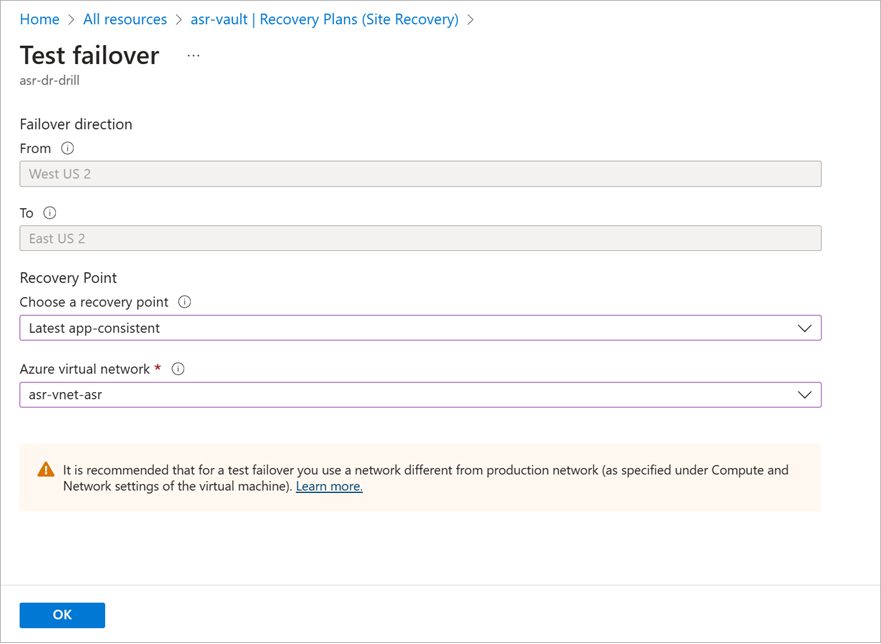 Home > All resources > asr-vault | Recovery Plans (Site Recovery) >
Test failover ...
asr-dr-drill
Failover direction
From
West US 2
To
East US 2
Recovery Point
Choose a recovery point
Latest app-consistent
Azure virtual network *
asr-vnet-asr
It is recommended that for a test failover you use a network different from production network (as specified under Compute and
Network settings of the virtual machine). Learn more.
OK